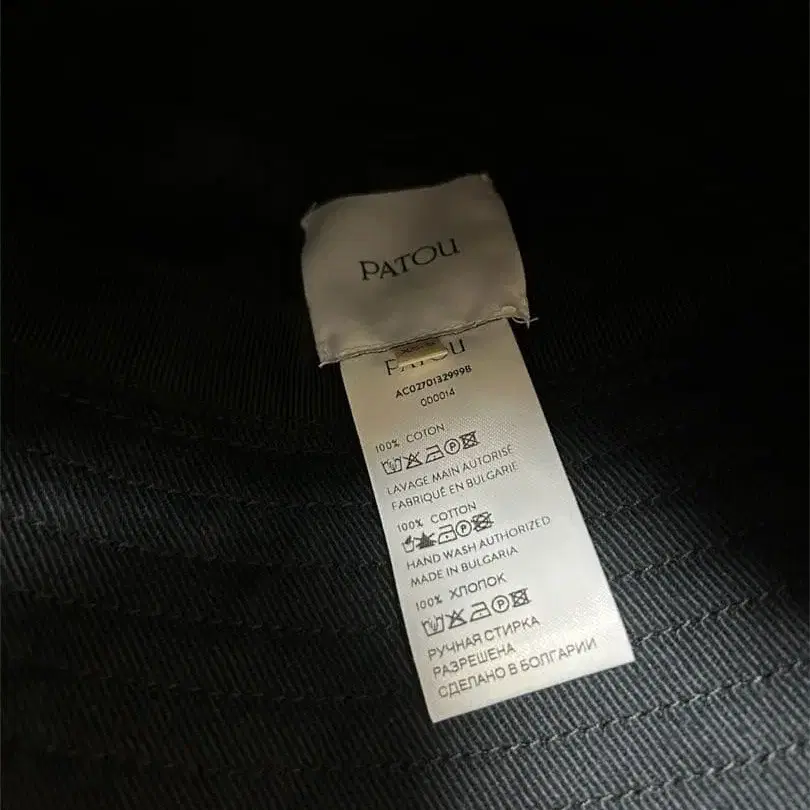 PATOU
PATOU
AC0270132999B
000014
100% COTON
LAVAGE MAIN AUTORISÉ
FABRIQUÉ EN BULGARIE
100% COTTON
HAND WASH AUTHORIZED
MADE IN BULGARIA
100% ХЛОПОК
РУЧНАЯ СТИРКА
РАЗРЕШЕНА
СДЕЛАНО В БОЛГАРИИ